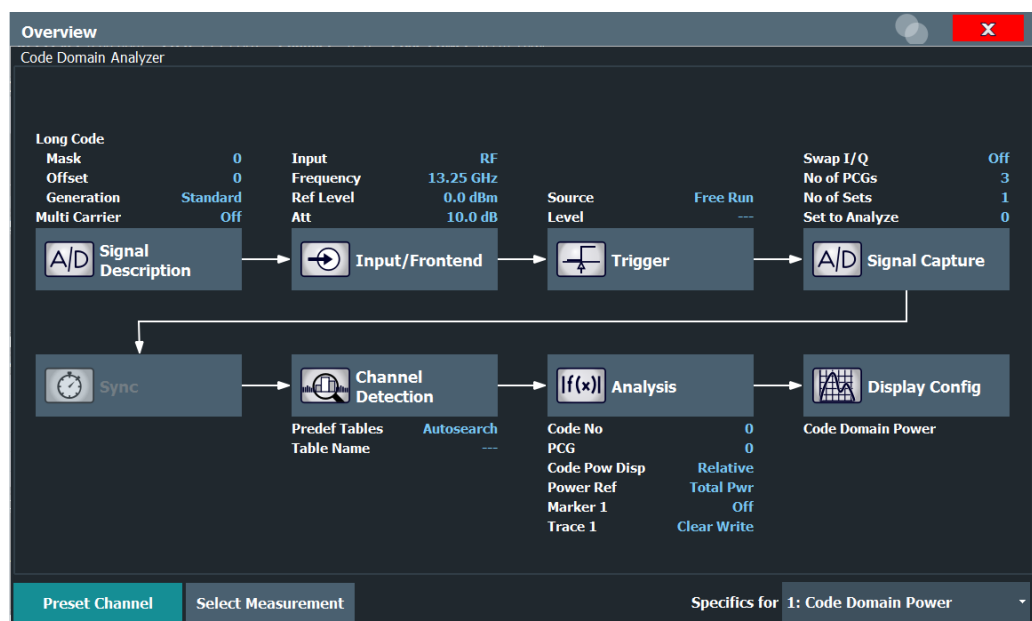 Overview
X
Code Domain Analyzer
Long Code
Mask 0
Offset 0
Generation Standard
Multi Carrier Off
Input RF
Frequency 13.25 GHz
Ref Level 0.0 dBm
Att 10.0 dB
Source Free Run
Level ---
Swap I/Q Off
No of PCGs 3
No of Sets 1
Set to Analyze 0
A/D Signal
Description
Input/Frontend
Trigger
A/D Signal Capture
Sync
Channel
Detection
|f(x)| Analysis
Display Config
Predef Tables Autosearch
Table Name ---
Code No 0
PCG 0
Code Pow Disp Relative
Power Ref Total Pwr
Marker 1 Off
Trace 1 Clear Write
Code Domain Power
Preset Channel
Select Measurement
Specifics for 1: Code Domain Power